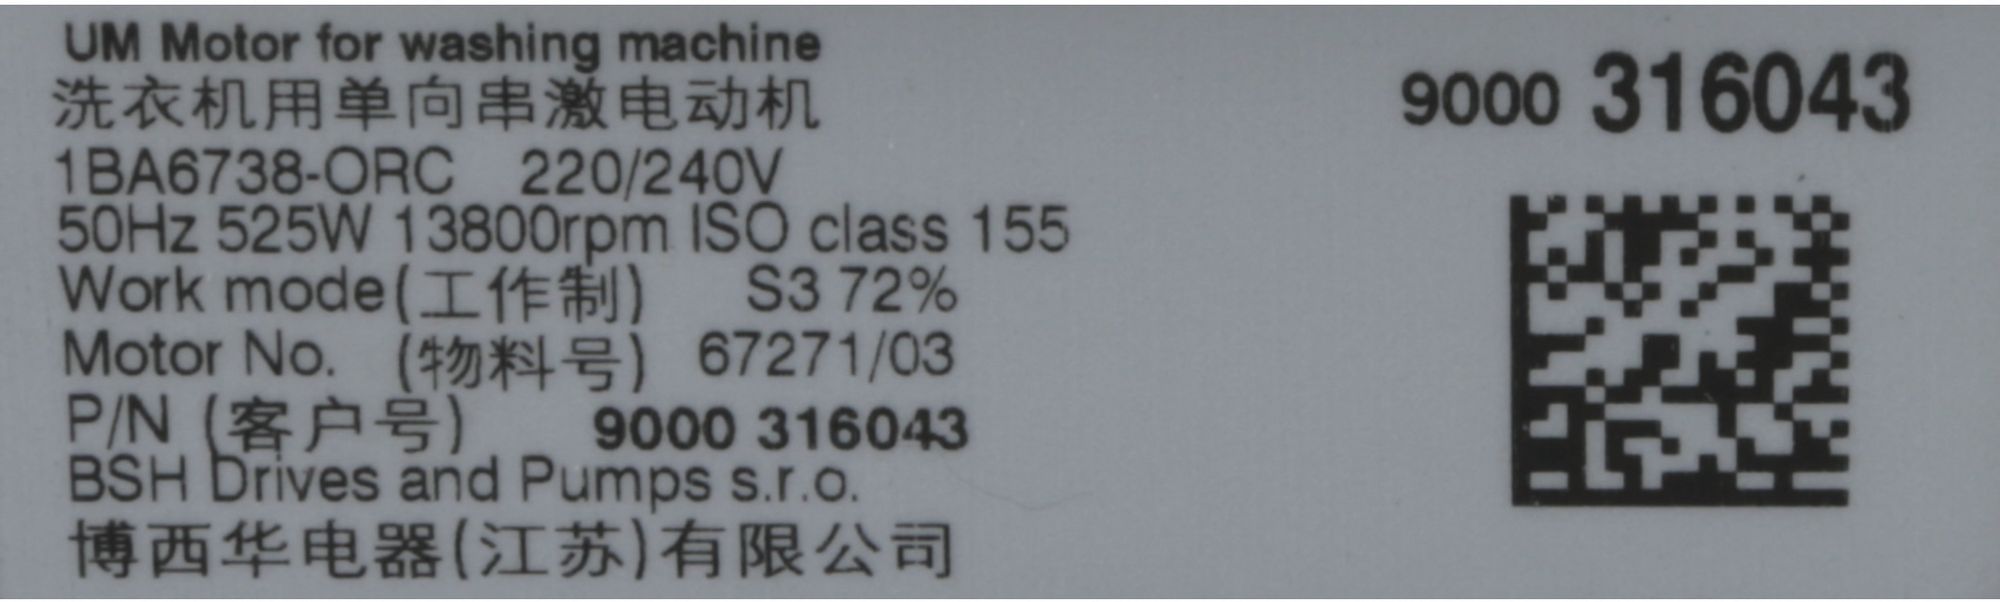 UM Motor for washing machine
洗衣机用单向串激电动机
1BA6738-ORC 220/240V
50Hz 525W 13800rpm ISO class 155
Work mode(工作制) S3 72%
Motor No. (物料号) 67271/03
P/N (客户号) 9000 316043
BSH Drives and Pumps s.r.o.
博西华电器(江苏)有限公司
9000 316043